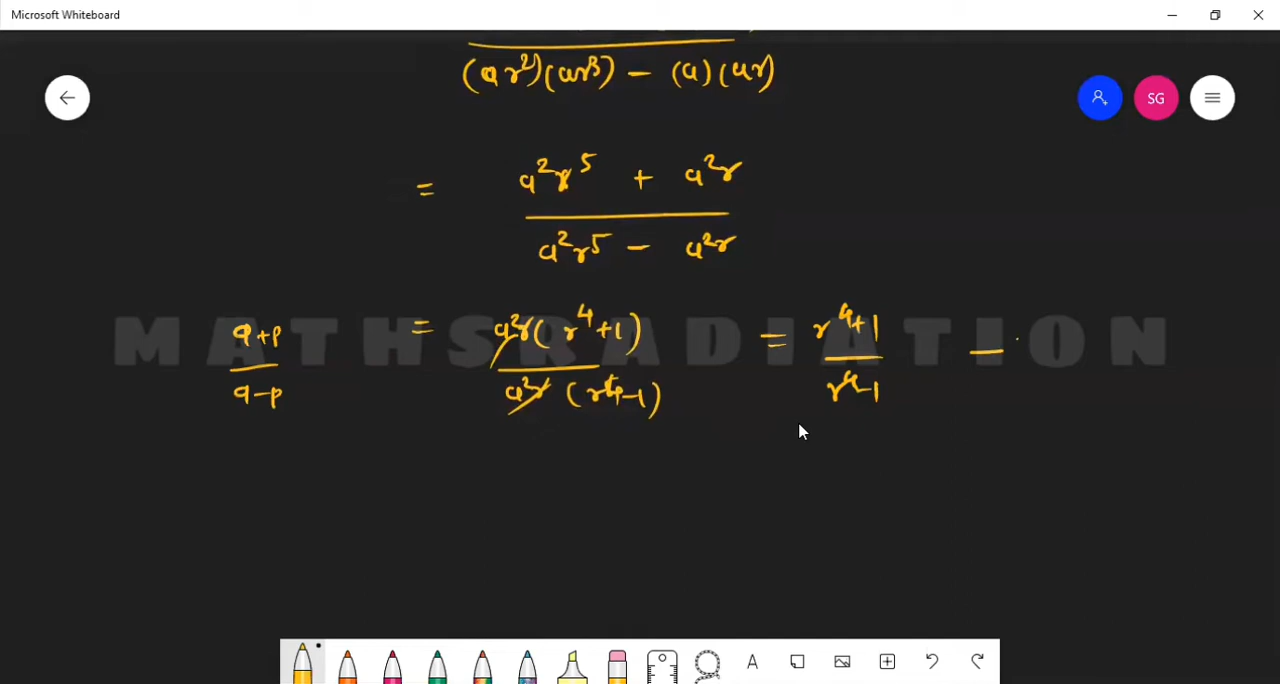 Microsoft Whiteboard
(ar²)(ar³) − (a)(ar)
SG
= a²r⁵ + a²r
a²r⁵ − a²r
q+p = a²r(r⁴+1) = r⁴+1 —
q−p a²r(r⁴−1) r⁴−1
MATHSRADIATION
A